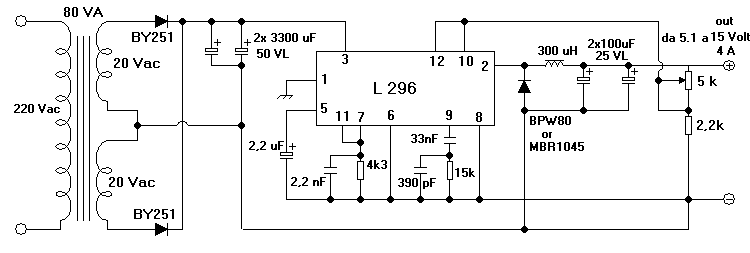 80 VA
BY251
20 Vac
220 Vac
20 Vac
BY251
2x 3300 uF
50 VL
3
12
10
2
1
L 296
5
11
7
6
9
8
2,2 uF
+
2,2 nF
4k3
33nF
390 pF
15k
300 uH
2x100uF
25 VL
BPW80
or
MBR1045
out
da 5.1 a 15 Volt
4 A
5 k
2,2k